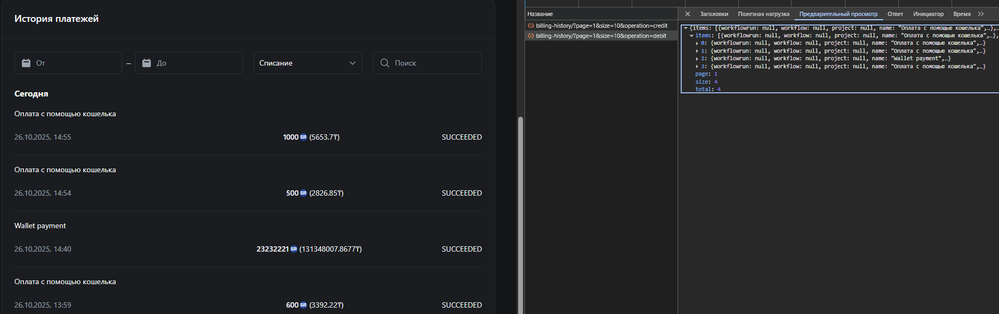 История платежей
От
–
До
Списание
Поиск
Сегодня
Оплата с помощью кошелька
26.10.2025, 14:55
1000 SR (5653.7₸)
SUCCEEDED
Оплата с помощью кошелька
26.10.2025, 14:54
500 SR (2826.85₸)
SUCCEEDED
Wallet payment
26.10.2025, 14:40
23232221 SR (131348007.8677₸)
SUCCEEDED
Оплата с помощью кошелька
26.10.2025, 13:59
600 SR (3392.22₸)
SUCCEEDED
Название
billing-history/?page=1&size=10&operation=credit
billing-history/?page=1&size=10&operation=debit
Заголовки
Полезная нагрузка
Предварительный просмотр
Ответ
Инициатор
Время
{items: [{workflowrun: null, workflow: null, project: null, name: "Оплата с помощью кошелька",…},…
items: [{workflowrun: null, workflow: null, project: null, name: "Оплата с помощью кошелька",…},
0: {workflowrun: null, workflow: null, project: null, name: "Оплата с помощью кошелька",…}
1: {workflowrun: null, workflow: null, project: null, name: "Оплата с помощью кошелька",…}
2: {workflowrun: null, workflow: null, project: null, name: "Wallet payment",…}
3: {workflowrun: null, workflow: null, project: null, name: "Оплата с помощью кошелька",…}
page: 1
size: 4
total: 4